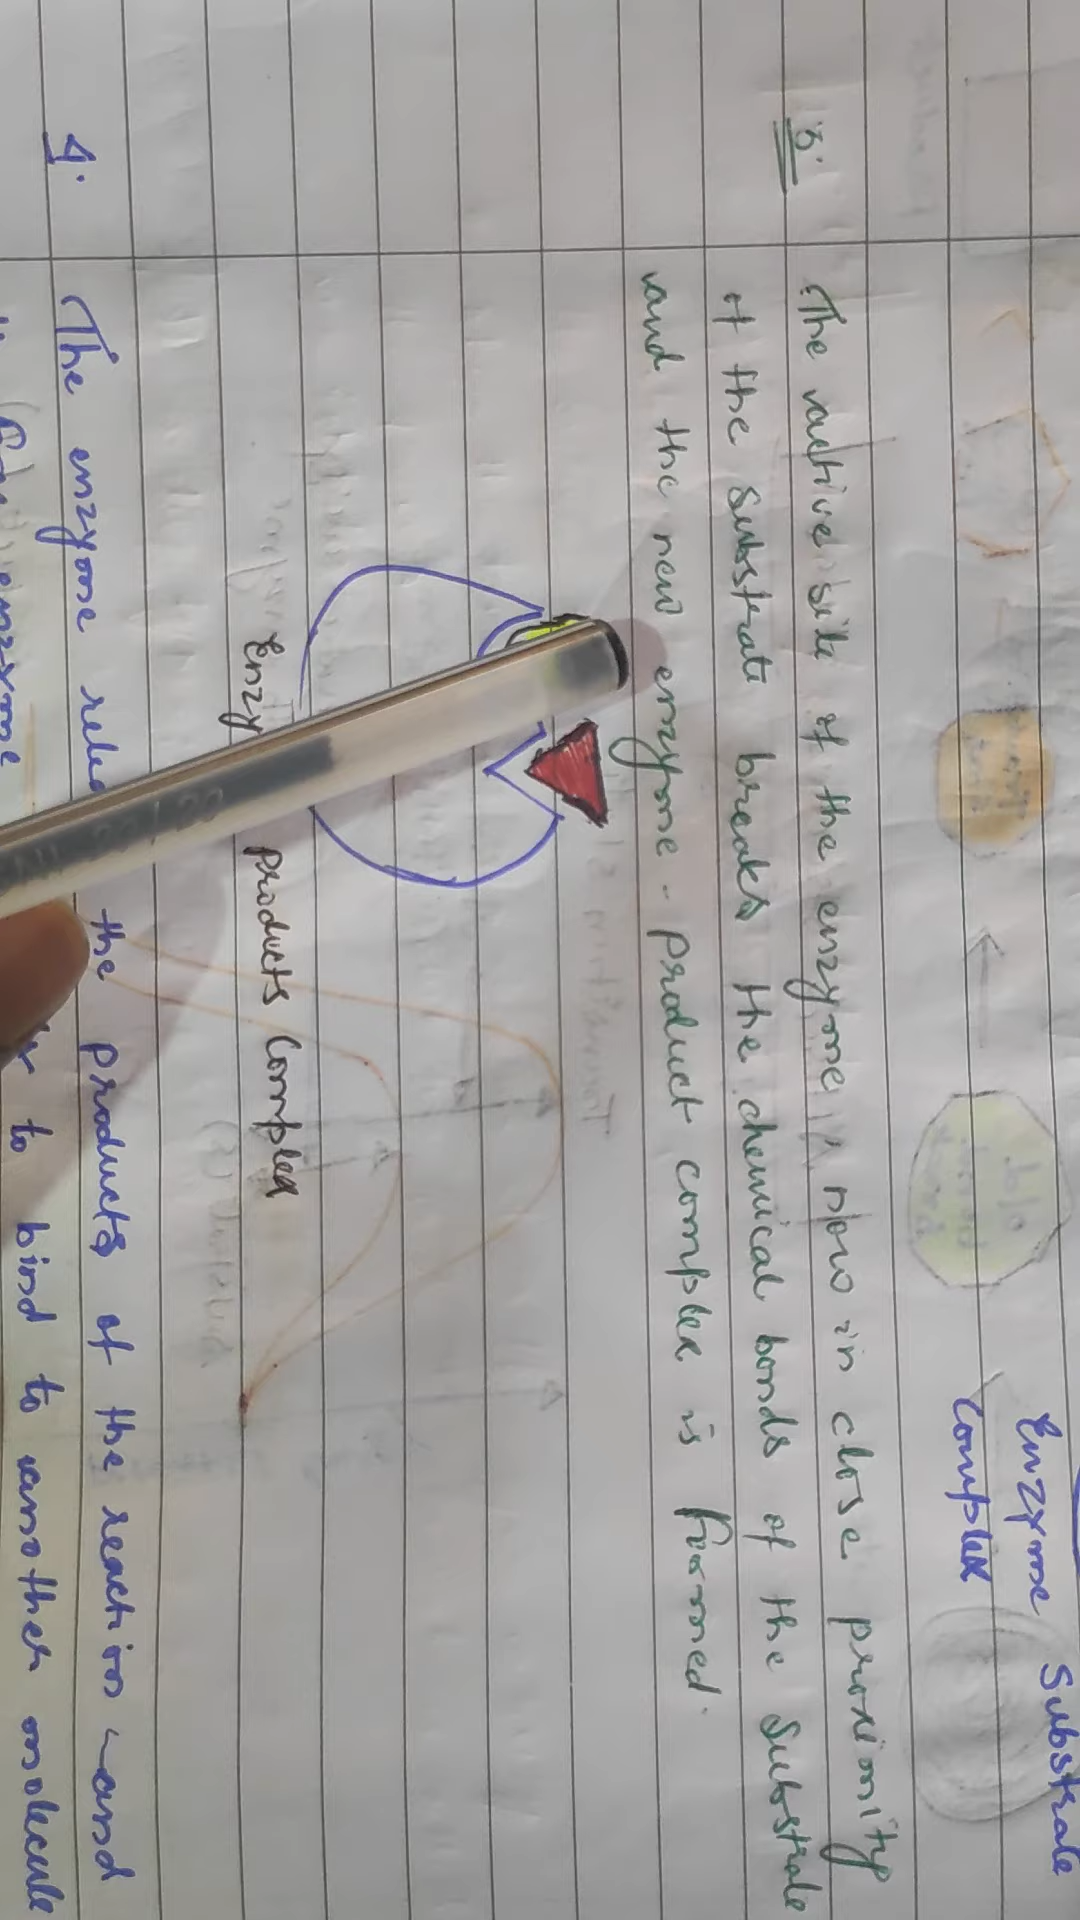 Enzyme Substrate
Complex
3. The active site of the enzyme, now in close proximity
of the substrate breaks the chemical bonds of the substrate
and the new enzyme - product complex is formed.
Enzy products Complex
4. The enzyme rele the products of the reaction and
enzyme to bind to another molecule